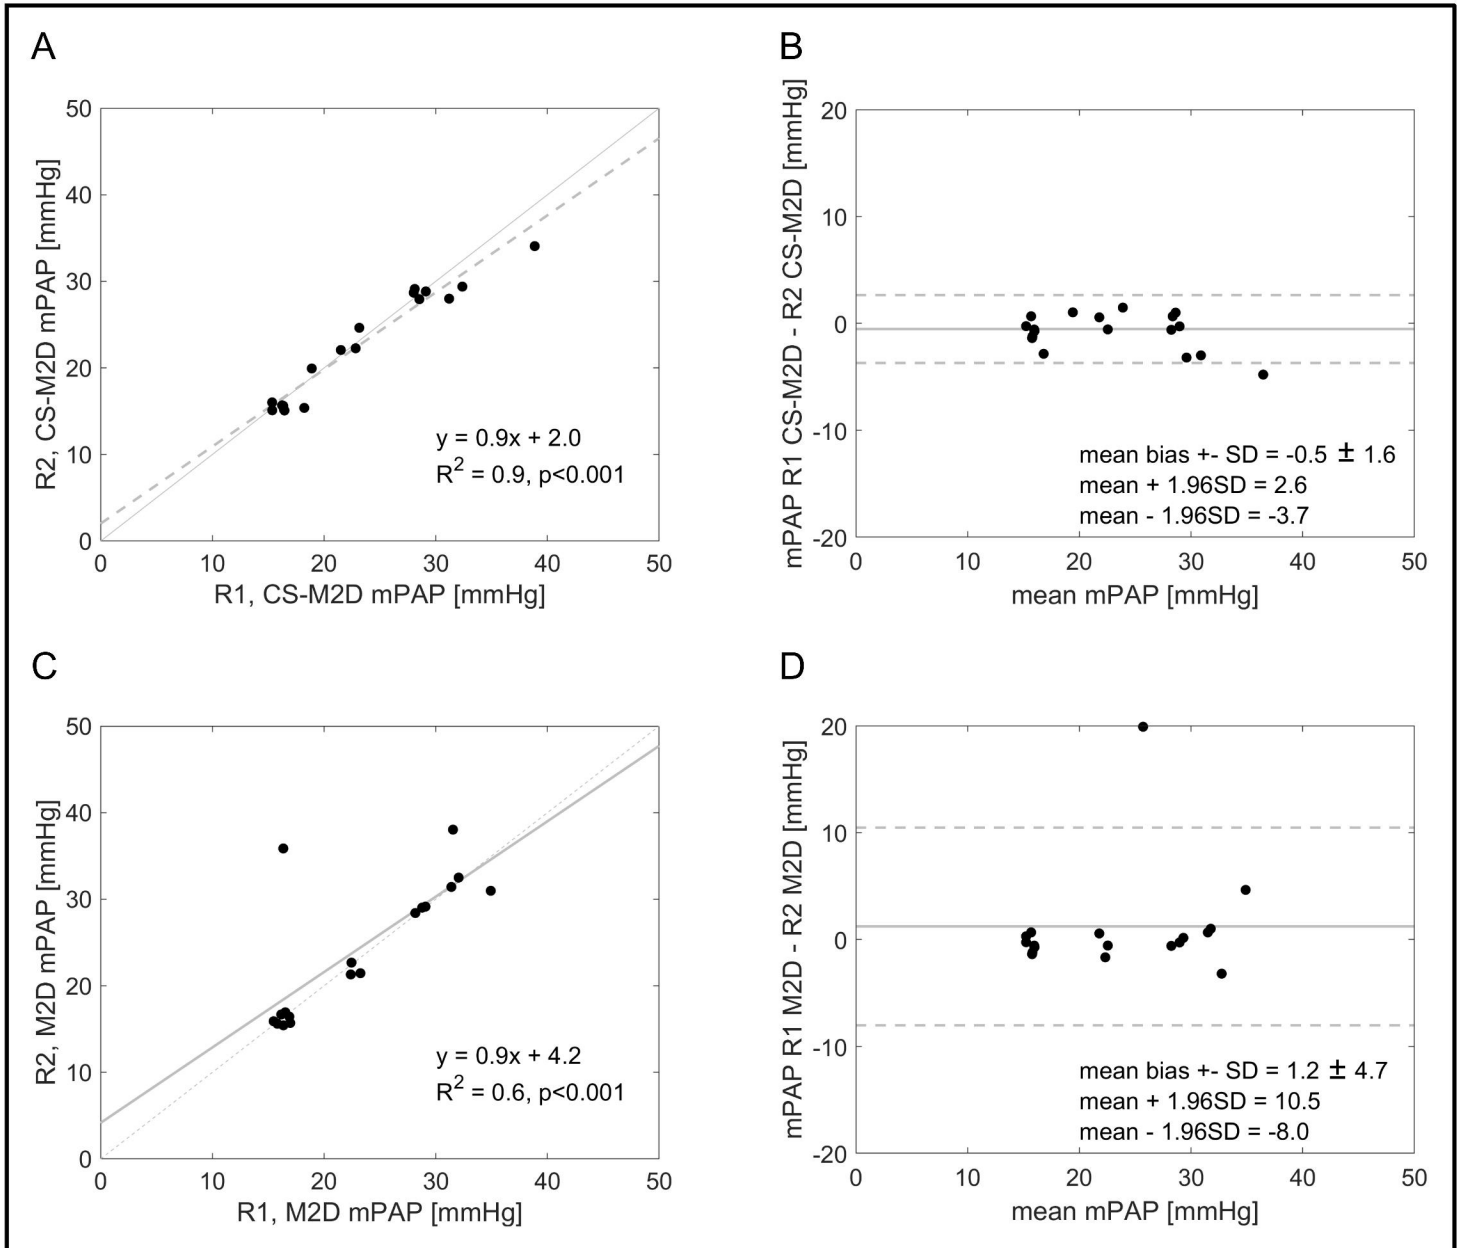 A
50
40
30
20
10
0
0 10 20 30 40 50
R2, CS-M2D mPAP [mmHg]
R1, CS-M2D mPAP [mmHg]
y = 0.9x + 2.0
R² = 0.9, p<0.001
B
20
10
0
-10
-20
0 10 20 30 40 50
mPAP R1 CS-M2D - R2 CS-M2D [mmHg]
mean mPAP [mmHg]
mean bias +- SD = -0.5 ± 1.6
mean + 1.96SD = 2.6
mean - 1.96SD = -3.7
C
50
40
30
20
10
0
0 10 20 30 40 50
R2, M2D mPAP [mmHg]
R1, M2D mPAP [mmHg]
y = 0.9x + 4.2
R² = 0.6, p<0.001
D
20
10
0
-10
-20
0 10 20 30 40 50
mPAP R1 M2D - R2 M2D [mmHg]
mean mPAP [mmHg]
mean bias +- SD = 1.2 ± 4.7
mean + 1.96SD = 10.5
mean - 1.96SD = -8.0